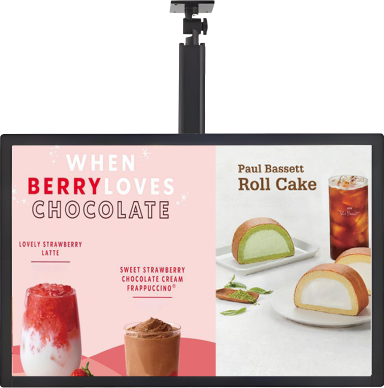 WHEN
BERRY LOVES
CHOCOLATE
LOVELY STRAWBERRY
LATTE
SWEET STRAWBERRY
CHOCOLATE CREAM
FRAPPUCCINO®
Paul Bassett
Roll Cake